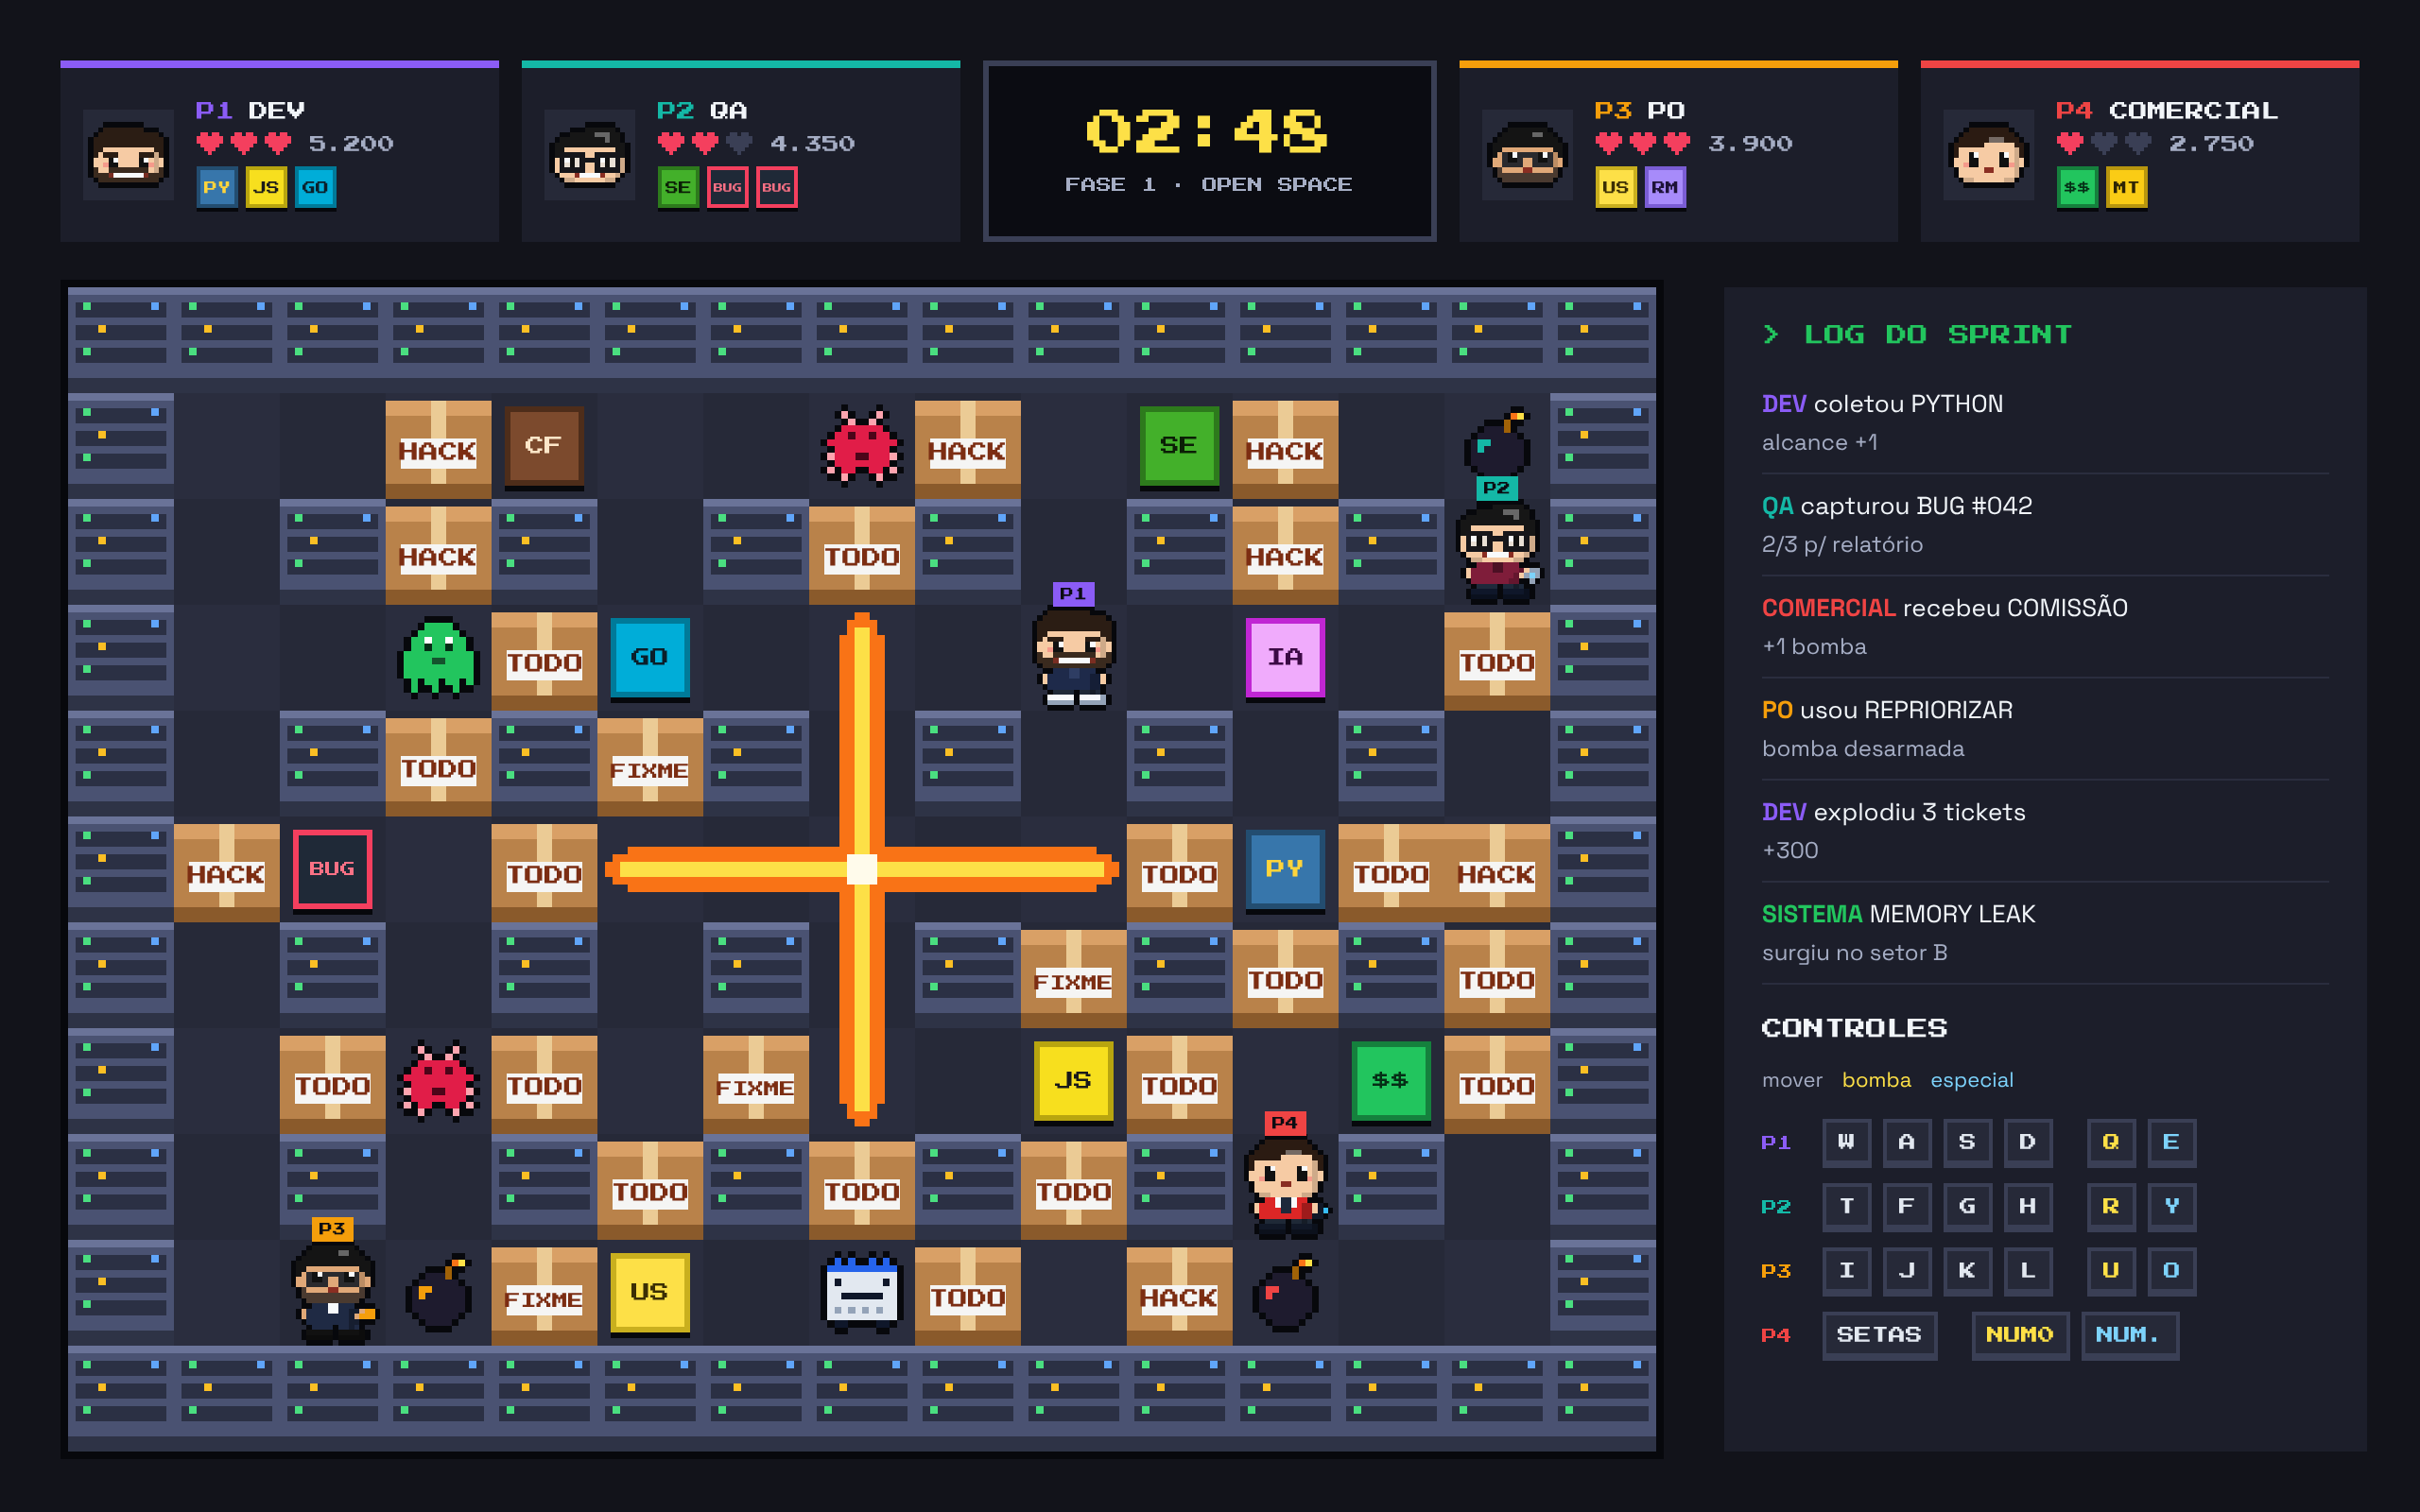 P1 DEV
5.200
PY JS GO
P2 QA
4.350
SE BUG BUG
02:48
FASE 1 · OPEN SPACE
P3 PO
3.900
US RM
P4 COMERCIAL
2.750
$$ MT
HACK CF HACK SE HACK
P2
HACK TODO HACK
P1
TODO GO IA TODO
TODO FIXME
HACK BUG TODO TODO PY TODO HACK
FIXME TODO TODO
TODO TODO FIXME JS TODO $$ TODO
P4
TODO TODO TODO
P3
FIXME US TODO HACK
> LOG DO SPRINT
DEV coletou PYTHON
alcance +1
QA capturou BUG #042
2/3 p/ relatório
COMERCIAL recebeu COMISSÃO
+1 bomba
PO usou REPRIORIZAR
bomba desarmada
DEV explodiu 3 tickets
+300
SISTEMA MEMORY LEAK
surgiu no setor B
CONTROLES
mover bomba especial
P1 W A S D Q E
P2 T F G H R Y
P3 I J K L U O
P4 SETAS NUM0 NUM.